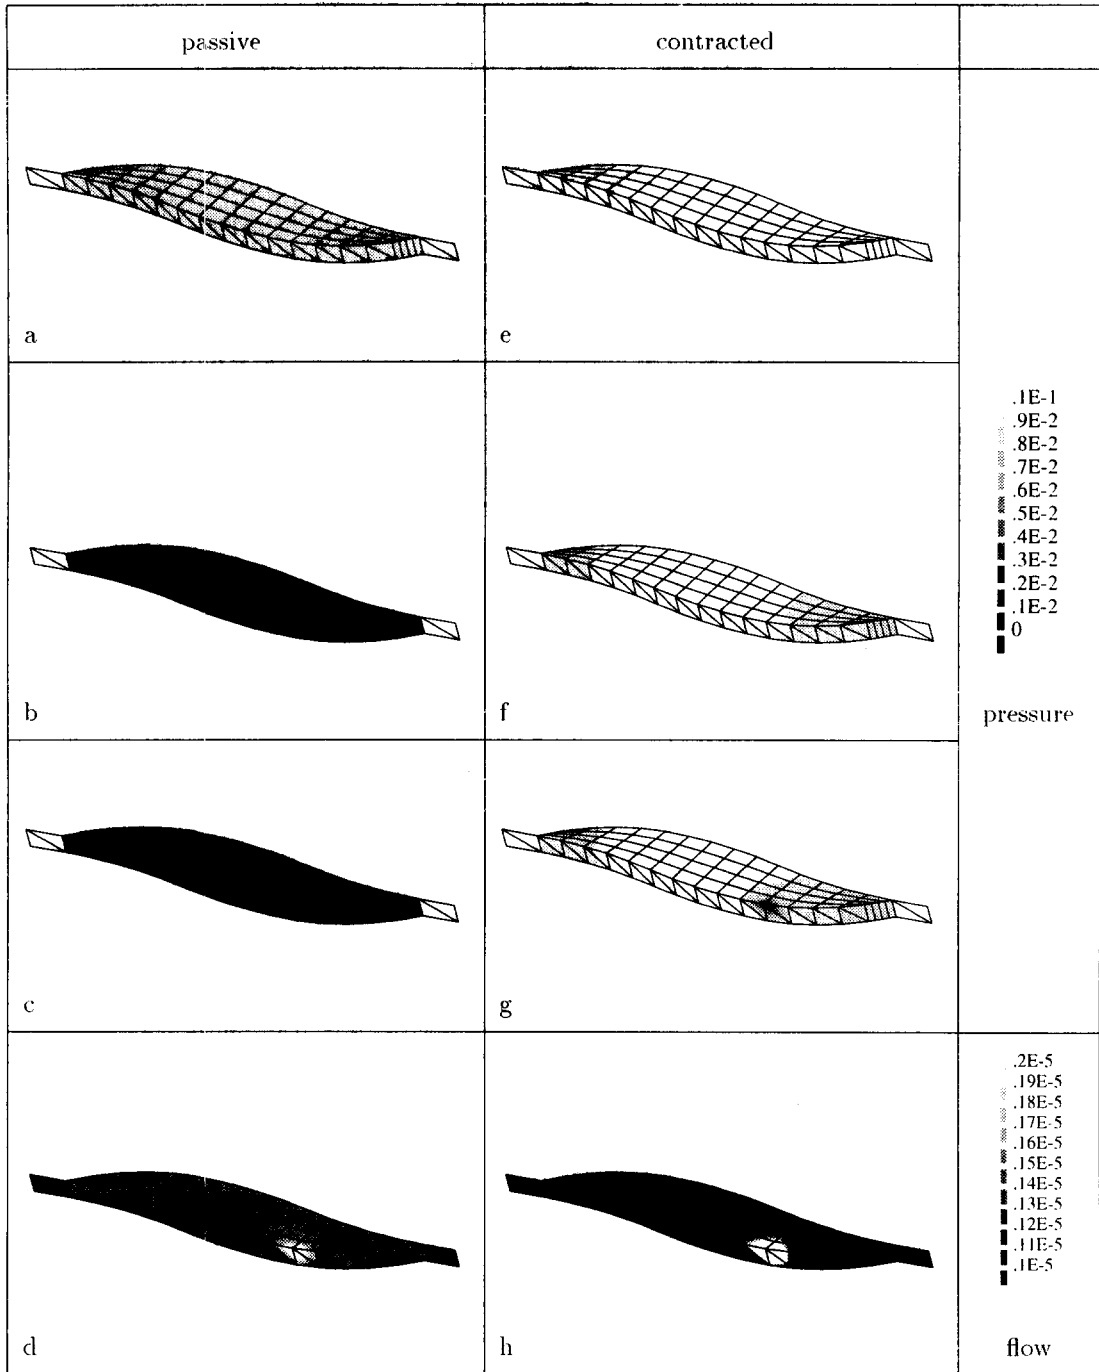 passive
contracted
a
e
b
f
.1E-1
.9E-2
.8E-2
.7E-2
.6E-2
.5E-2
.4E-2
.3E-2
.2E-2
.1E-2
0
pressure
c
g
d
h
.2E-5
.19E-5
.18E-5
.17E-5
.16E-5
.15E-5
.14E-5
.13E-5
.12E-5
.11E-5
.1E-5
flow